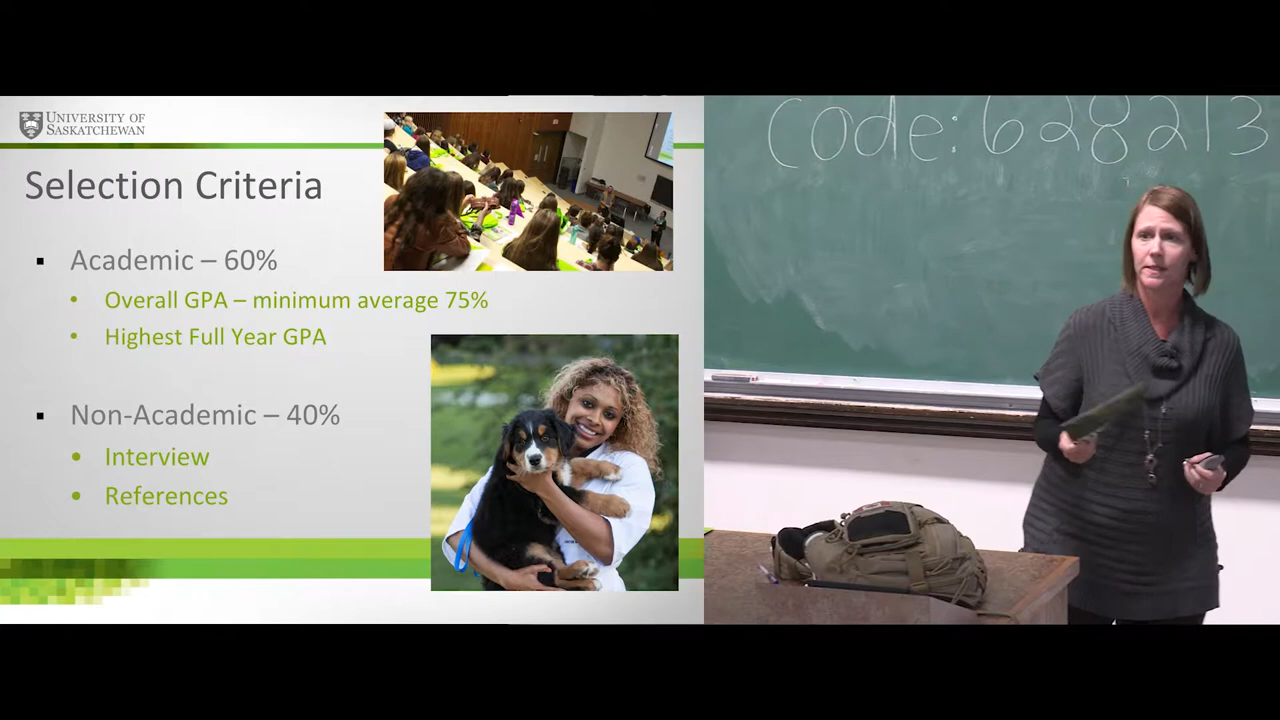 UNIVERSITY OF
SASKATCHEWAN
Selection Criteria
▪ Academic – 60%
• Overall GPA – minimum average 75%
• Highest Full Year GPA
▪ Non-Academic – 40%
• Interview
• References
Code: 628213